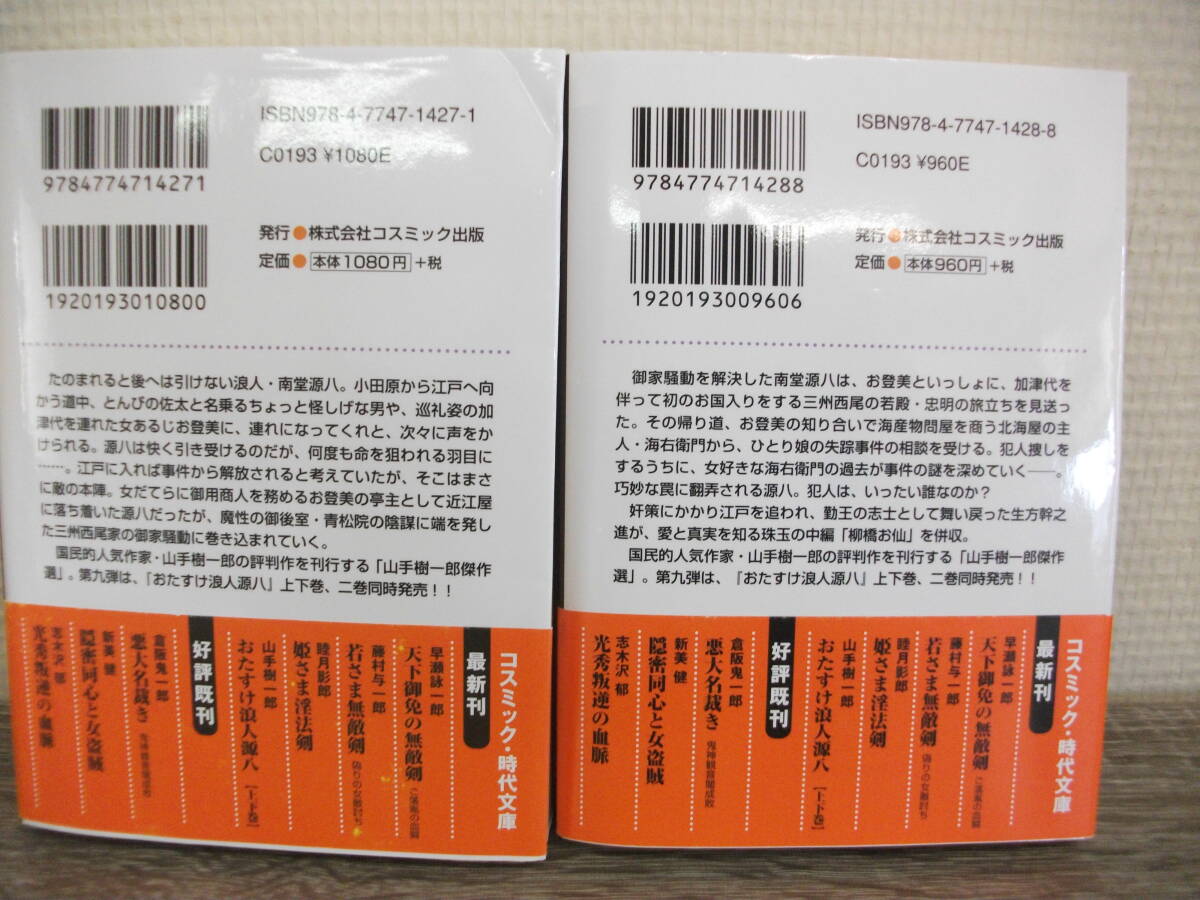 ISBN978-4-7747-1427-1
C0193 ¥1080E
9784774714271
発行●株式会社コスミック出版
定価●本体1080円+税
1920193010800
たのまれると後へは引けない浪人・南堂源八。小田原から江戸へ向
かう道中、とんびの佐太と名乗るちょっと怪しげな男や、巡礼姿の加
津代を連れた女あるじお登美に、連れになってくれと、次々に声をか
けられる。源八は快く引き受けるのだが、何度も命を狙われる羽目に
……。江戸に入れば事件から解放されると考えていたが、そこはまさ
に敵の本陣。女だてらに御用商人を務めるお登美の亭主として近江屋
に落ち着いた源八だったが、魔性の御後室・青松院の陰謀に端を発し
た三州西尾家の御家騒動に巻き込まれていく。
国民的人気作家・山手樹一郎の評判作を刊行する「山手樹一郎傑作
選」。第九弾は、『おたすけ浪人源八』上下巻、二巻同時発売!!
コスミック・時代文庫
最新刊
早瀬詠一郎
天下御免の無敵剣 ご落胤の血闘
藤村与一郎
若さま無敵剣 偽りの女敵討ち
睦月影郎
姫さま淫法剣
山手樹一郎
おたすけ浪人源八 [上・下巻]
好評既刊
倉阪鬼一郎
悪大名裁き 鬼神観音闇成敗
新美 健
隠密同心と女盗賊
志木沢 郁
光秀叛逆の血脈
ISBN978-4-7747-1428-8
C0193 ¥960E
9784774714288
発行●株式会社コスミック出版
定価●本体960円+税
1920193009606
御家騒動を解決した南堂源八は、お登美といっしょに、加津代を
伴って初のお国入りをする三州西尾の若殿・忠明の旅立ちを見送っ
た。その帰り道、お登美の知り合いで海産物問屋を商う北海屋の主
人・海右衛門から、ひとり娘の失踪事件の相談を受ける。犯人捜しを
するうちに、女好きな海右衛門の過去が事件の謎を深めていく――。
巧妙な罠に翻弄される源八。犯人は、いったい誰なのか?
奸策にかかり江戸を追われ、勤王の志士として舞い戻った生方幹之
進が、愛と真実を知る珠玉の中編「柳橋お仙」を併収。
国民的人気作家・山手樹一郎の評判作を刊行する「山手樹一郎傑作
選」。第九弾は、『おたすけ浪人源八』上下巻、二巻同時発売!!
コスミック・時代文庫
最新刊
早瀬詠一郎
天下御免の無敵剣 ご落胤の血闘
藤村与一郎
若さま無敵剣 偽りの女敵討ち
睦月影郎
姫さま淫法剣
山手樹一郎
おたすけ浪人源八 [上・下巻]
好評既刊
倉阪鬼一郎
悪大名裁き 鬼神観音闇成敗
新美 健
隠密同心と女盗賊
志木沢 郁
光秀叛逆の血脈